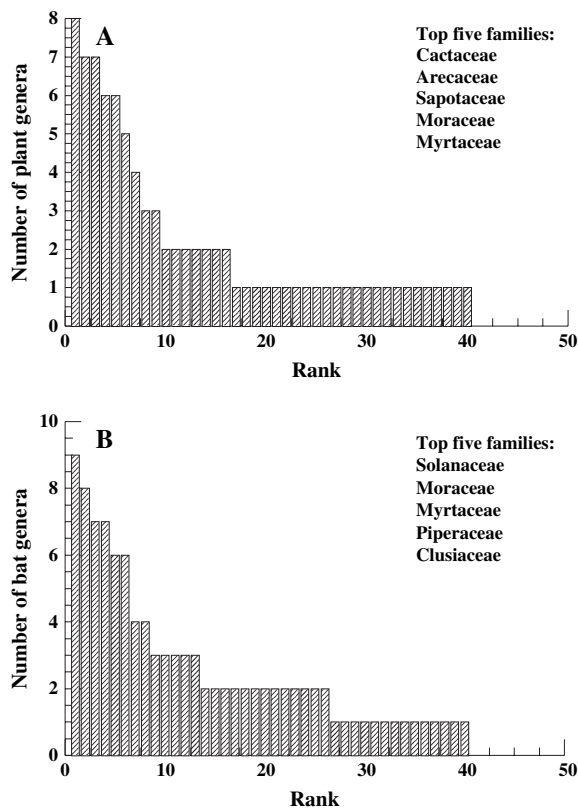 8
A
Top five families:
Cactaceae
Arecaceae
Sapotaceae
Moraceae
Myrtaceae
7
6
5
4
3
2
1
0
Number of plant genera
0 10 20 30 40 50
Rank
10
B
Top five families:
Solanaceae
Moraceae
Myrtaceae
Piperaceae
Clusiaceae
8
6
4
2
0
Number of bat genera
0 10 20 30 40 50
Rank